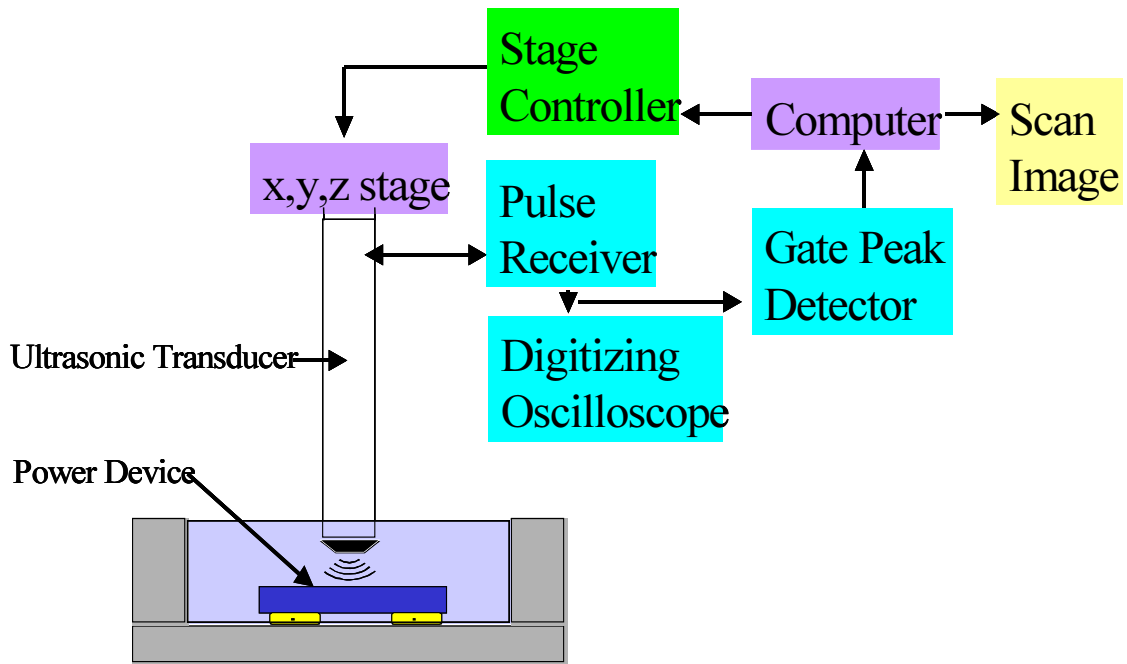 Stage
Controller
Computer
Scan
Image
x,y,z stage
Pulse
Receiver
Gate Peak
Detector
Ultrasonic Transducer
Digitizing
Oscilloscope
Power Device